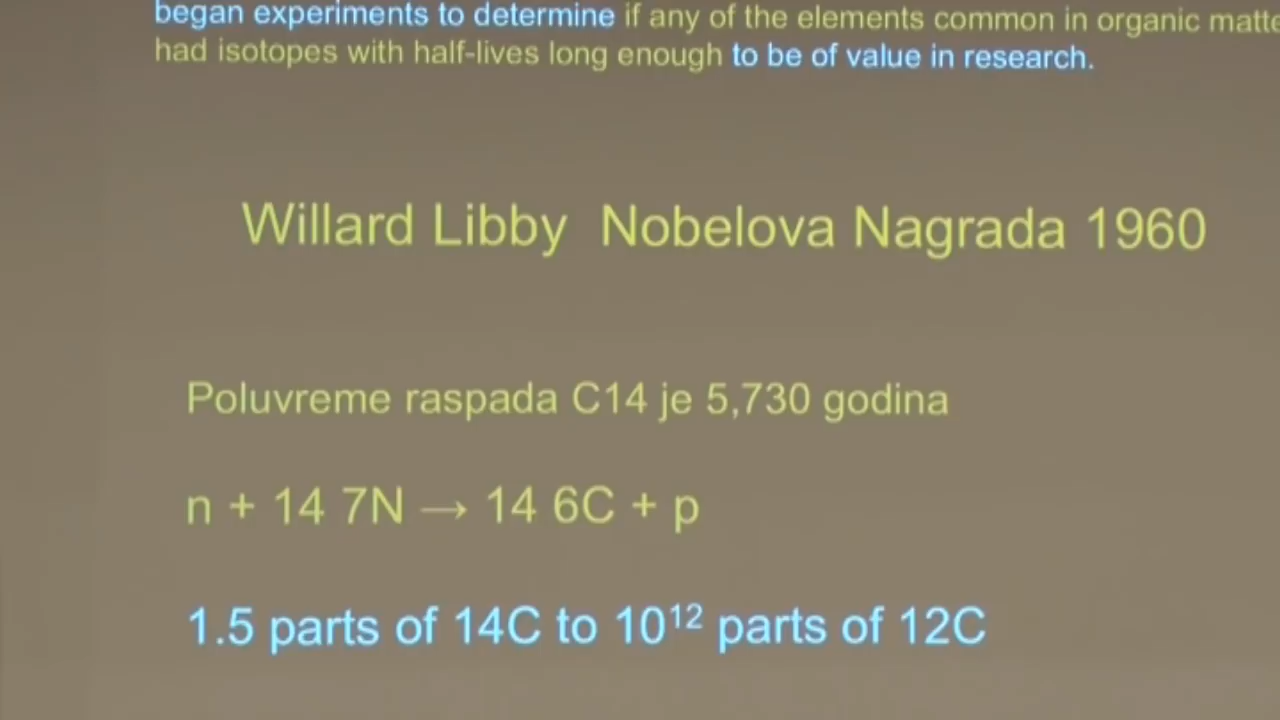 began experiments to determine if any of the elements common in organic matte
had isotopes with half-lives long enough to be of value in research.
Willard Libby Nobelova Nagrada 1960
Poluvreme raspada C14 je 5,730 godina
n + 14 7N → 14 6C + p
1.5 parts of 14C to 10¹² parts of 12C